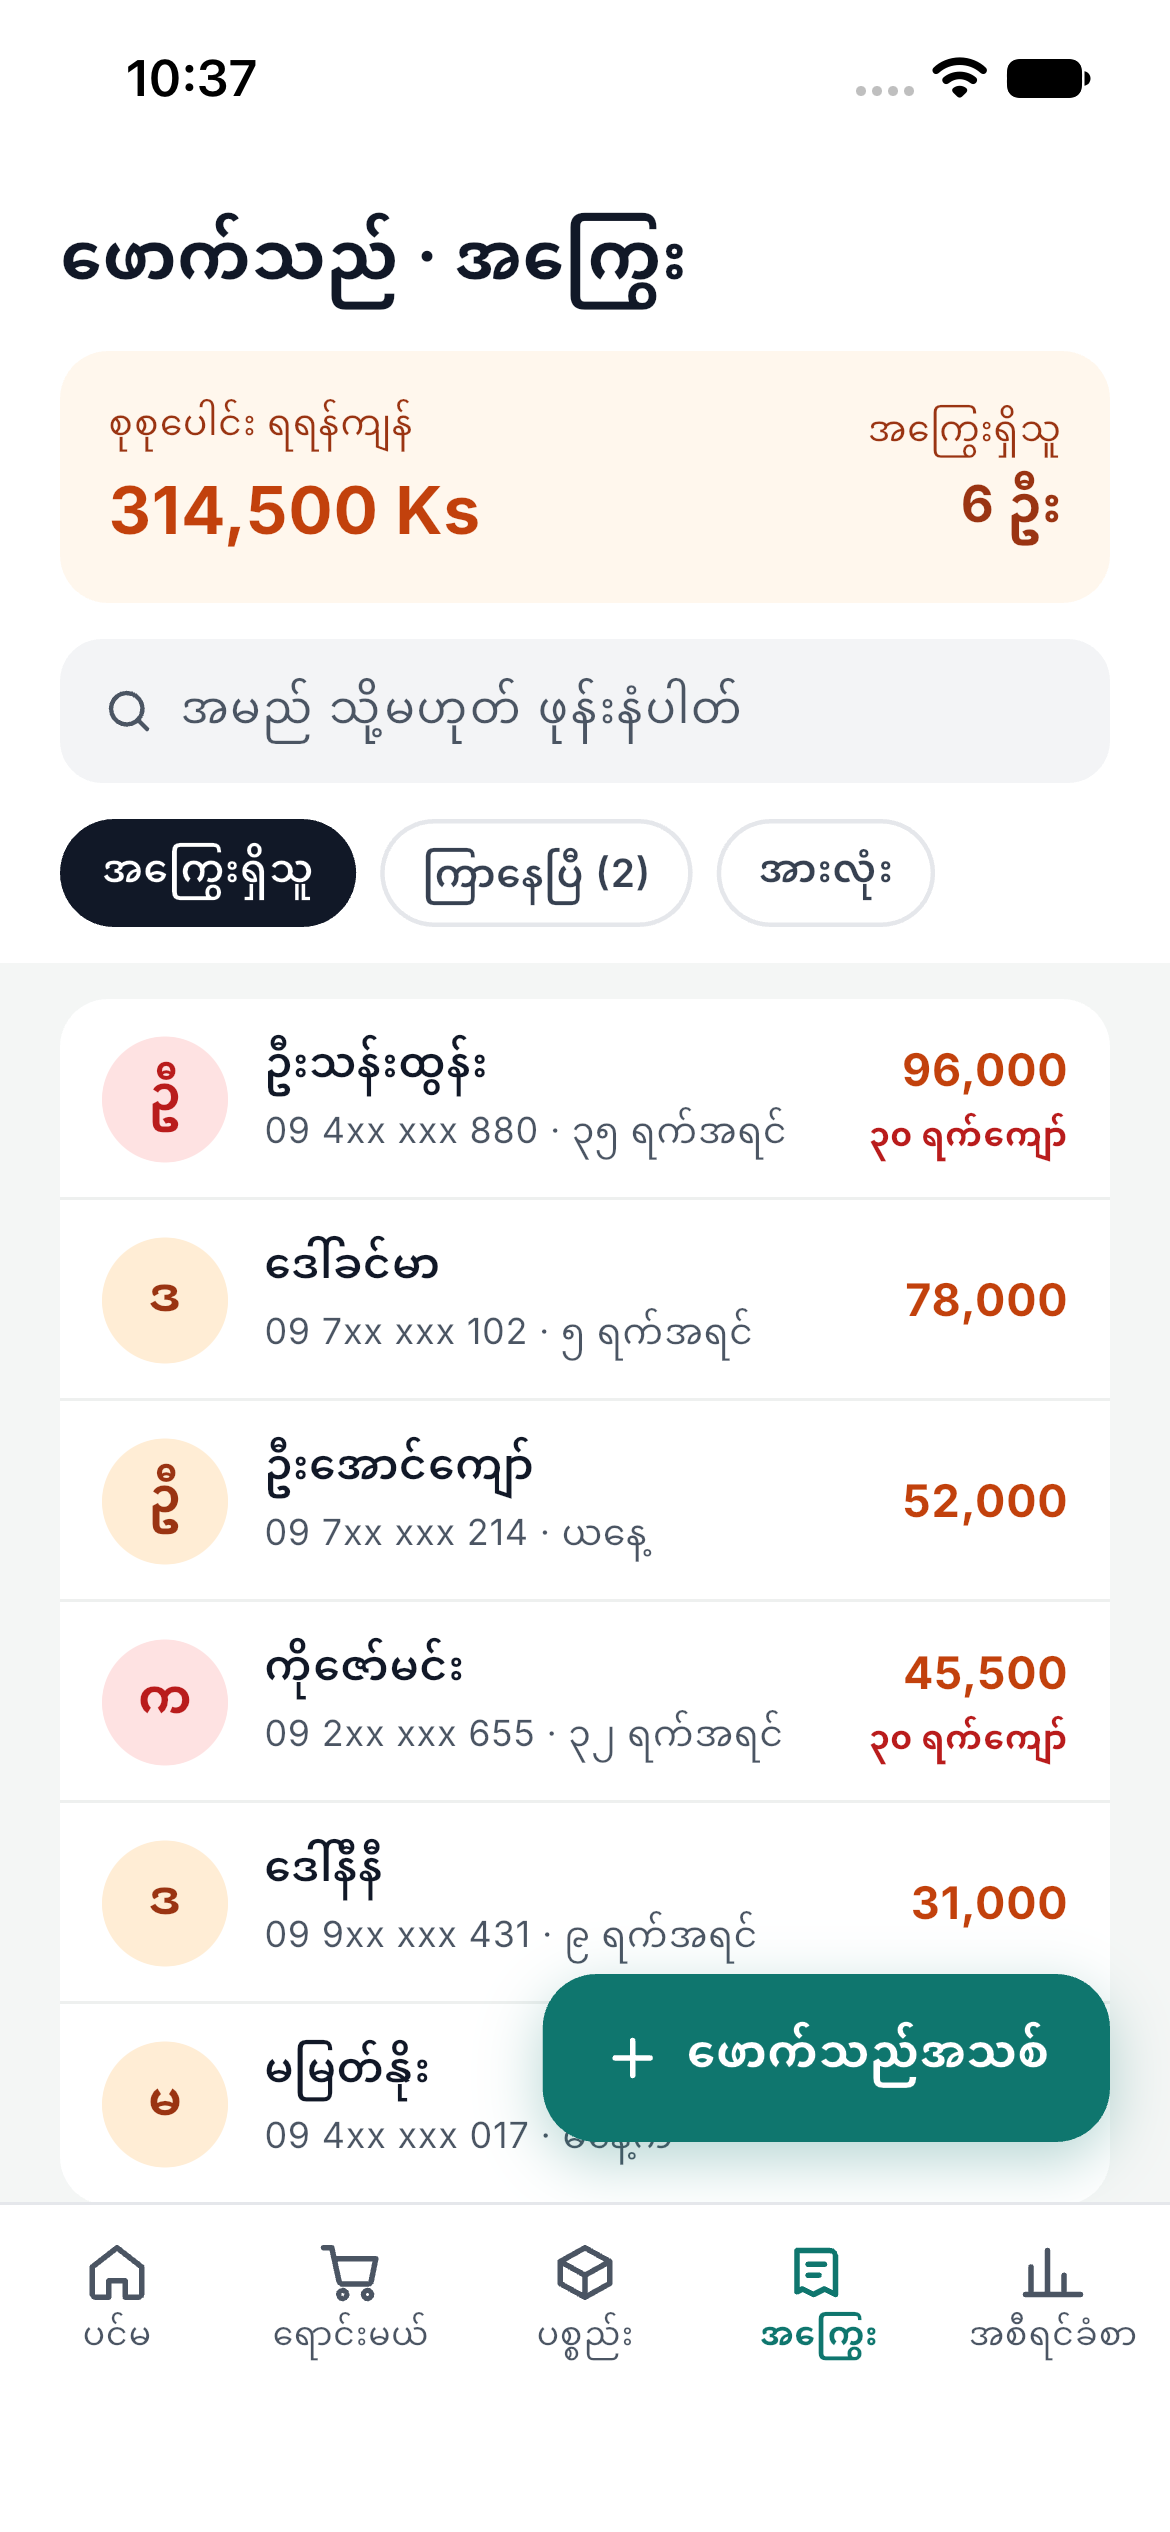 10:37
ဖောက်သည် · အကြွေး
စုစုပေါင်း ရရန်ကျန်
အကြွေးရှိသူ
314,500 Ks
6 ဦး
အမည် သို့မဟုတ် ဖုန်းနံပါတ်
အကြွေးရှိသူ
ကြာနေပြီ (2)
အားလုံး
ဦ
ဦးသန်းထွန်း
96,000
09 4xx xxx 880 · ၃၅ ရက်အရင်
၃၀ ရက်ကျော်
ဒ
ဒေါ်ခင်မာ
78,000
09 7xx xxx 102 · ၅ ရက်အရင်
ဦ
ဦးအောင်ကျော်
52,000
09 7xx xxx 214 · ယနေ့
က
ကိုဇော်မင်း
45,500
09 2xx xxx 655 · ၃၂ ရက်အရင်
၃၀ ရက်ကျော်
ဒ
ဒေါ်နီနီ
31,000
09 9xx xxx 431 · ၉ ရက်အရင်
မ
မမြတ်နိုး
09 4xx xxx 017 ·
+ ဖောက်သည်အသစ်
ပင်မ
ရောင်းမယ်
ပစ္စည်း
အကြွေး
အစီရင်ခံစာ